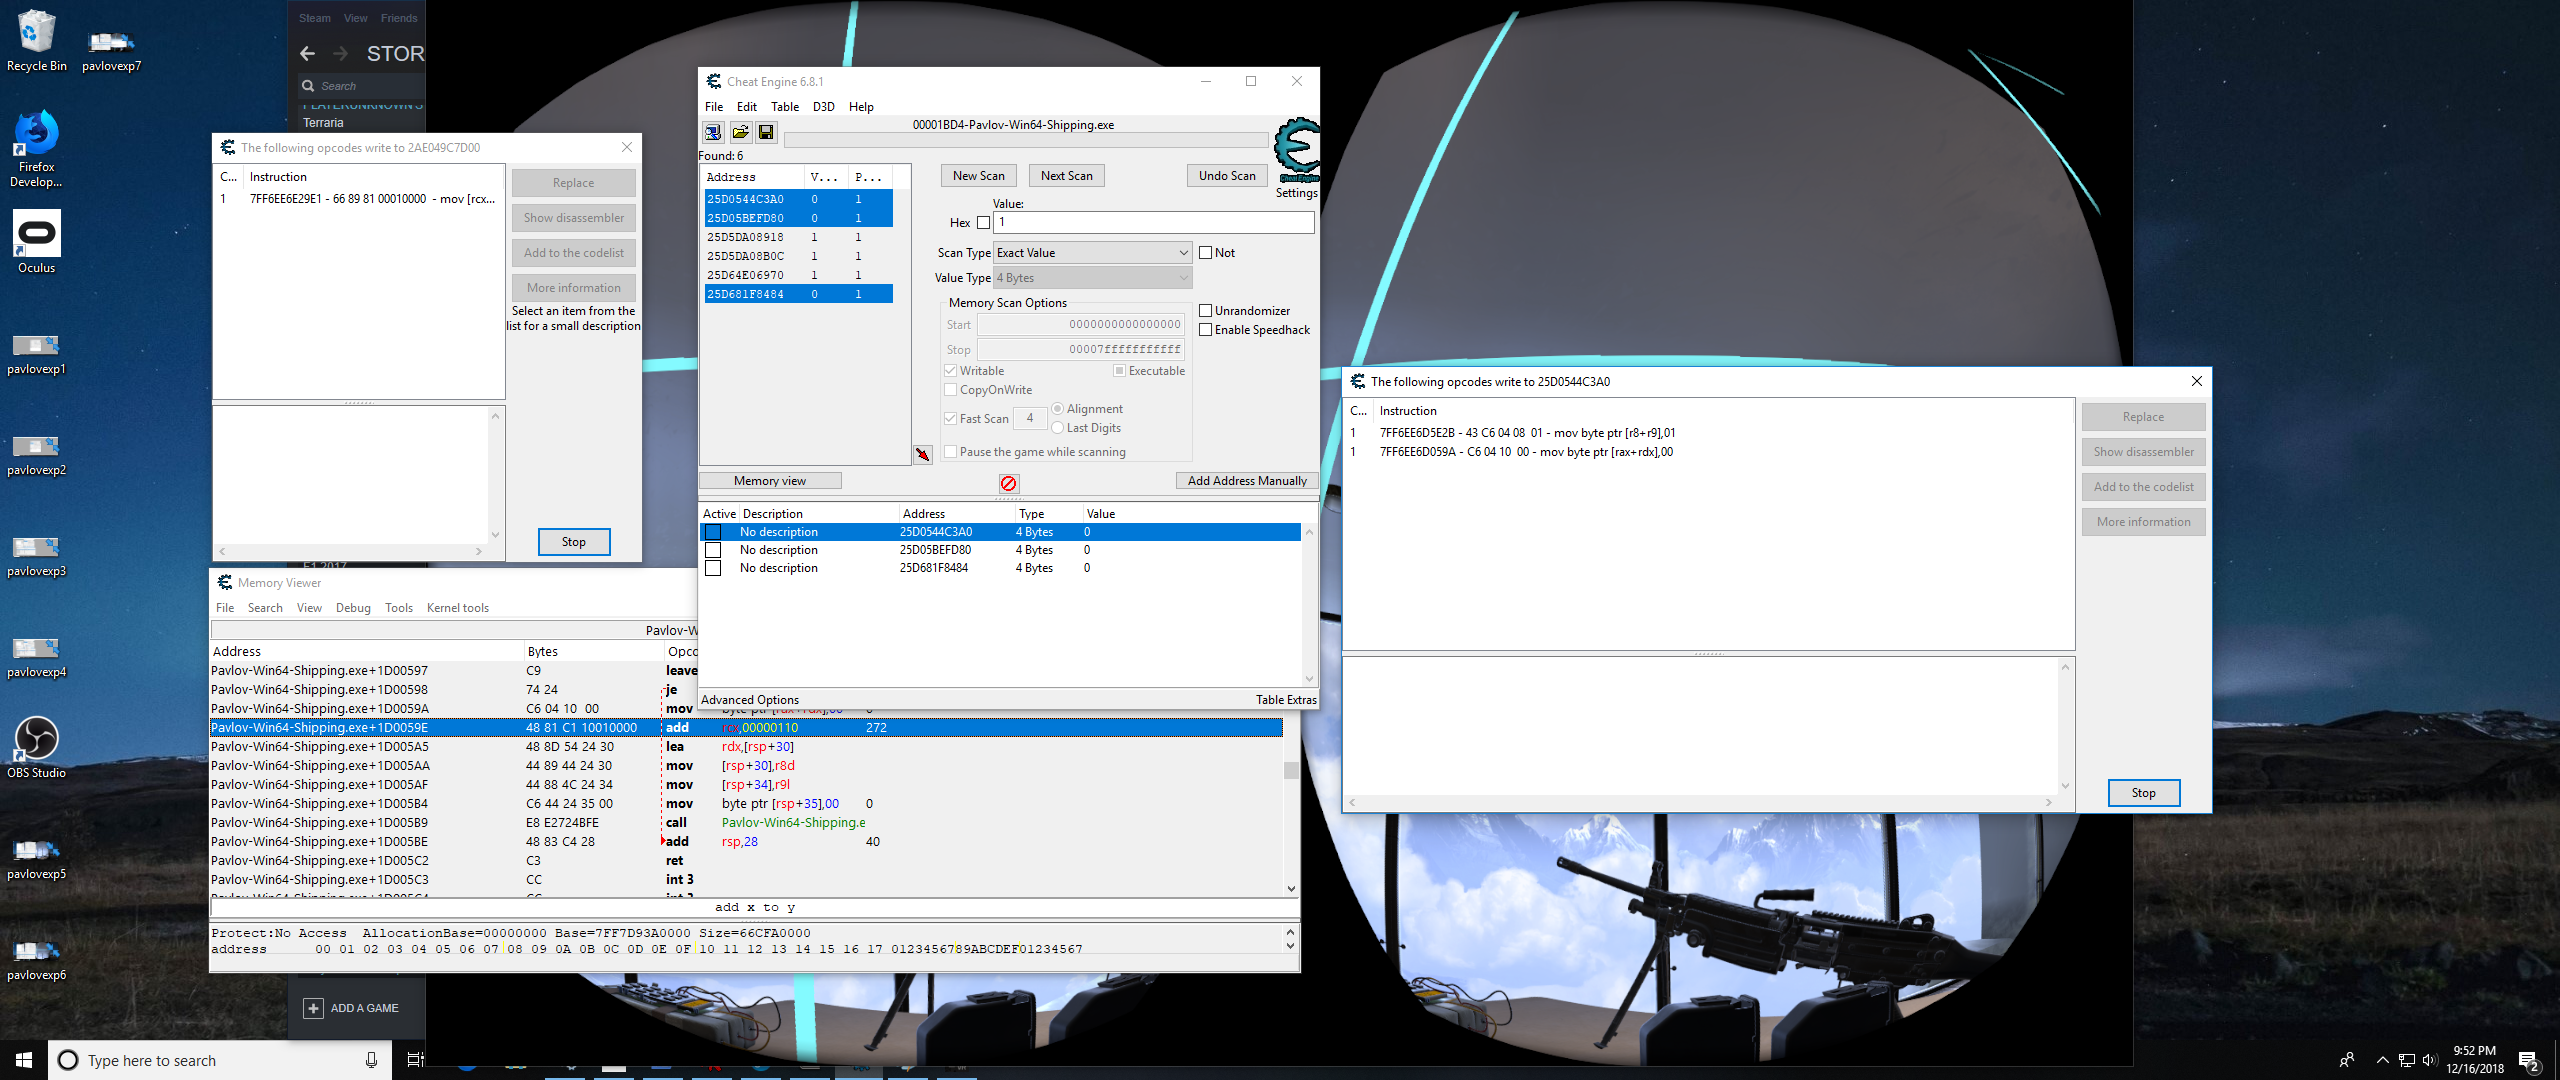 Recycle Bin
pavlovexp7
Firefox
Develop...
Oculus
pavlovexp1
pavlovexp2
pavlovexp3
pavlovexp4
OBS Studio
pavlovexp5
pavlovexp6
Steam View Friends
STOR
Search
PLAYERUNKNOWN'S
Terraria
F1 2017
ADD A GAME
The following opcodes write to 2AE049C7D00
C... Instruction
1 7FF6EE6E29E1 - 66 89 81 00010000 - mov [rcx...
Replace
Show disassembler
Add to the codelist
More information
Select an item from the
list for a small description
Stop
Cheat Engine 6.8.1
File Edit Table D3D Help
00001BD4-Pavlov-Win64-Shipping.exe
Found: 6
Address V... P...
25D0544C3A0 0 1
25D05BEFD80 0 1
25D5DA08918 1 1
25D5DA08B0C 1 1
25D64E06970 1 1
25D681F8484 0 1
New Scan Next Scan Undo Scan
Cheat Engine
Settings
Value:
Hex 1
Scan Type Exact Value Not
Value Type 4 Bytes
Memory Scan Options
Start 0000000000000000
Stop 00007fffffffffff
Writable Executable
CopyOnWrite
Fast Scan 4 Alignment
Last Digits
Pause the game while scanning
Unrandomizer
Enable Speedhack
Memory view
Add Address Manually
Active Description Address Type Value
No description 25D0544C3A0 4 Bytes 0
No description 25D05BEFD80 4 Bytes 0
No description 25D681F8484 4 Bytes 0
Advanced Options Table Extras
Memory Viewer
File Search View Debug Tools Kernel tools
Pavlov-W
Address Bytes Opco
Pavlov-Win64-Shipping.exe+1D00597 C9 leave
Pavlov-Win64-Shipping.exe+1D00598 74 24 je
Pavlov-Win64-Shipping.exe+1D0059A C6 04 10 00 mov byte ptr [rax+rdx],00 0
Pavlov-Win64-Shipping.exe+1D0059E 48 81 C1 10010000 add rcx,00000110 272
Pavlov-Win64-Shipping.exe+1D005A5 48 8D 54 24 30 lea rdx,[rsp+30]
Pavlov-Win64-Shipping.exe+1D005AA 44 89 44 24 30 mov [rsp+30],r8d
Pavlov-Win64-Shipping.exe+1D005AF 44 88 4C 24 34 mov [rsp+34],r9l
Pavlov-Win64-Shipping.exe+1D005B4 C6 44 24 35 00 mov byte ptr [rsp+35],00 0
Pavlov-Win64-Shipping.exe+1D005B9 E8 E2724BFE call Pavlov-Win64-Shipping.e
Pavlov-Win64-Shipping.exe+1D005BE 48 83 C4 28 add rsp,28 40
Pavlov-Win64-Shipping.exe+1D005C2 C3 ret
Pavlov-Win64-Shipping.exe+1D005C3 CC int 3
Pavlov-Win64-Shipping.exe+1D005C4 CC int 3
add x to y
Protect:No Access AllocationBase=00000000 Base=7FF7D93A0000 Size=66CFA0000
address 00 01 02 03 04 05 06 07 08 09 0A 0B 0C 0D 0E 0F 10 11 12 13 14 15 16 17 0123456789ABCDEF01234567
The following opcodes write to 25D0544C3A0
C... Instruction
1 7FF6EE6D5E2B - 43 C6 04 08 01 - mov byte ptr [r8+r9],01
1 7FF6EE6D059A - C6 04 10 00 - mov byte ptr [rax+rdx],00
Replace
Show disassembler
Add to the codelist
More information
Stop
Type here to search
9:52 PM
12/16/2018
2